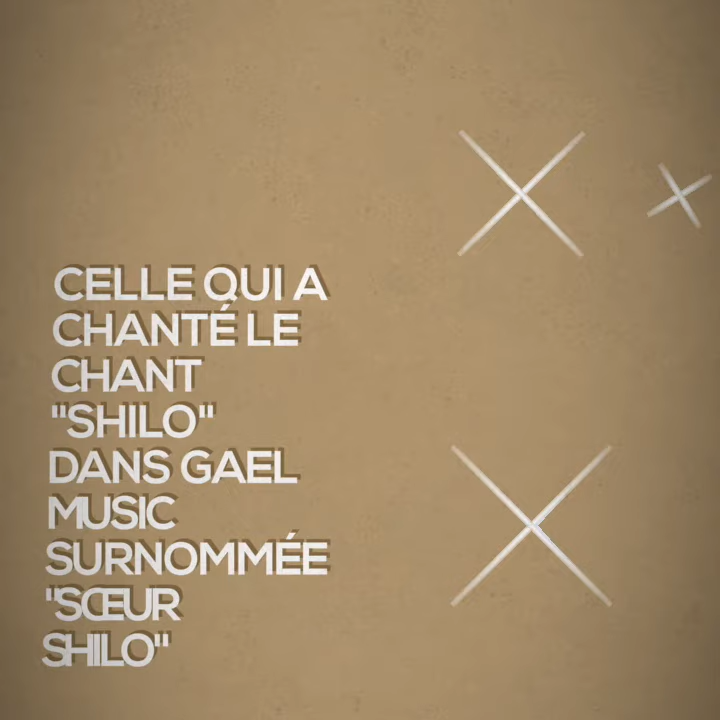 CELLE QUI A
CHANTÉ LE
CHANT
"SHILO"
DANS GAEL
MUSIC
SURNOMMÉE
"SŒUR
SHILO"